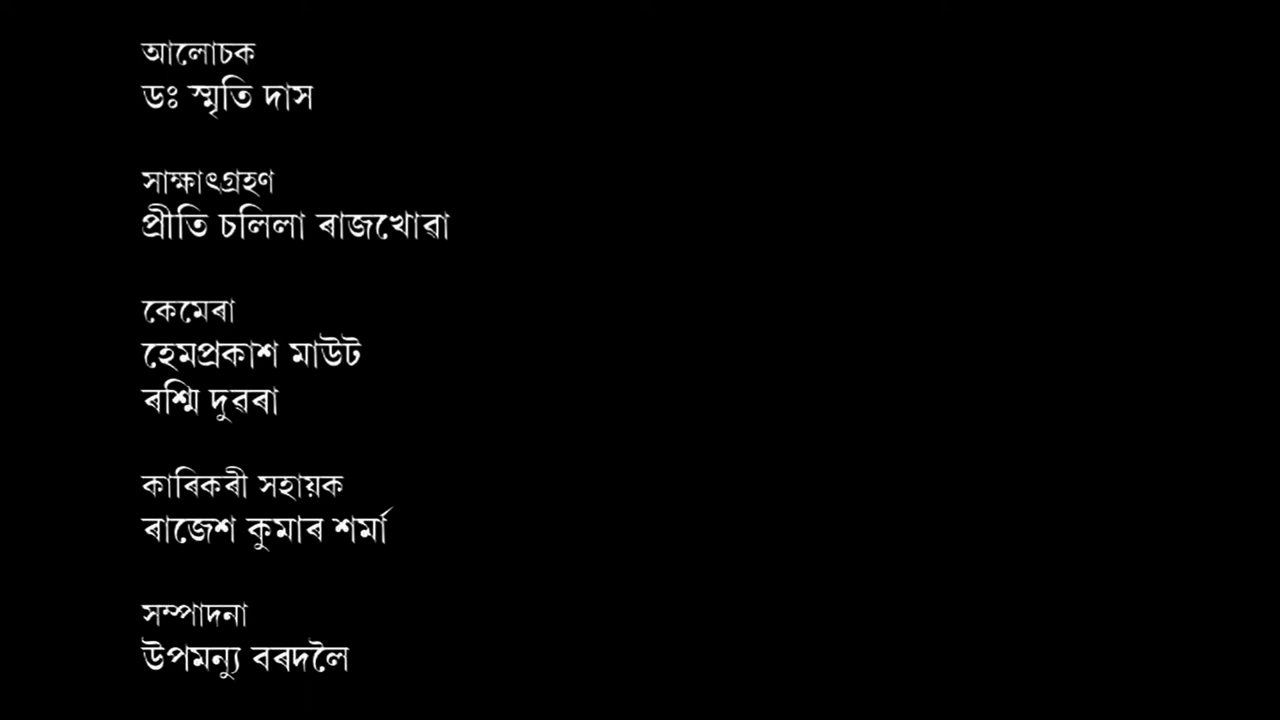 আলোচক
ডঃ স্মৃতি দাস
সাক্ষাৎগ্ৰহণ
প্ৰীতি চলিলা ৰাজখোৱা
কেমেৰা
হেমপ্ৰকাশ মাউট
ৰশ্মি দুৱৰা
কাৰিকৰী সহায়ক
ৰাজেশ কুমাৰ শৰ্মা
সম্পাদনা
উপমন্যু বৰদলৈ